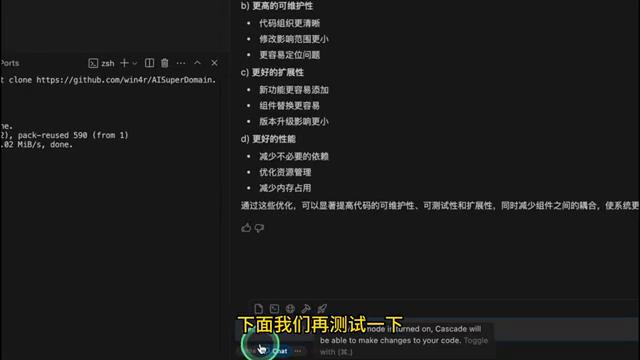 b) 更高的可维护性
• 代码组织更清晰
• 修改影响范围更小
• 更容易定位问题
Ports
zsh
t clone https://github.com/win4r/AISuperDomain.
c) 更好的扩展性
• 新功能更容易添加
• 组件替换更容易
• 版本升级影响更小
ne.
2), pack-reused 590 (from 1)
.02 MiB/s, done.
d) 更好的性能
• 减少不必要的依赖
• 优化资源管理
• 减少内存占用
通过这些优化，可以显著提高代码的可维护性、可测试性和扩展性，同时减少组件之间的耦合，使系统更
下面我们再测试一下
mode is turned on, Cascade will
be able to make changes to your code. Toggle
with [⌘.]
Chat